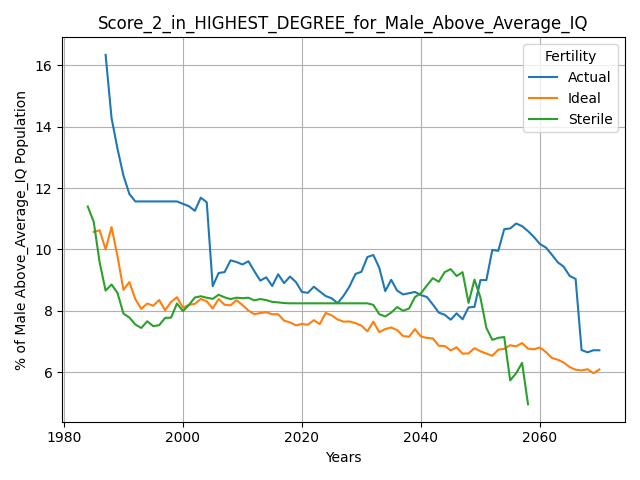 Score_2_in_HIGHEST_DEGREE_for_Male_Above_Average_IQ
% of Male Above_Average_IQ Population
16
14
12
10
8
6
Fertility
Actual
Ideal
Sterile
1980
2000
2020
2040
2060
Years